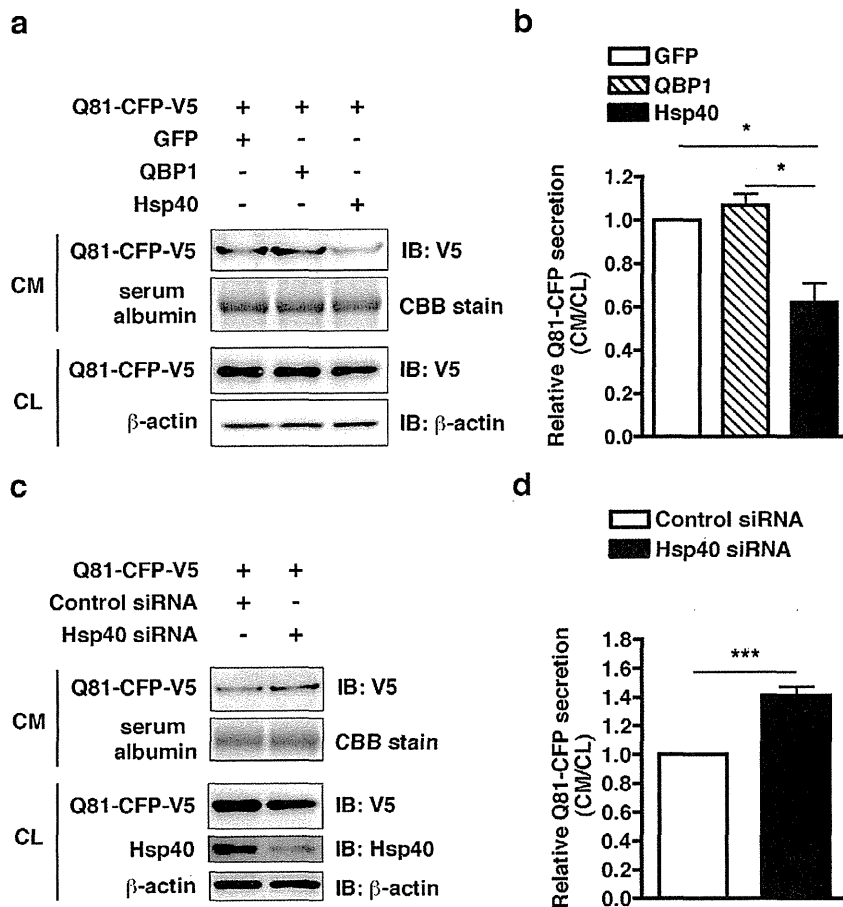 a
Q81-CFP-V5 + + +
GFP + - -
QBP1 - + -
Hsp40 - - +
CM
Q81-CFP-V5 IB: V5
serum
albumin CBB stain
CL
Q81-CFP-V5 IB: V5
β-actin IB: β-actin
b
GFP
QBP1
Hsp40
*
*
Relative Q81-CFP secretion
(CM/CL)
1.2
1.0
0.8
0.6
0.4
0.2
0.0
c
Q81-CFP-V5 + +
Control siRNA + -
Hsp40 siRNA - +
CM
Q81-CFP-V5 IB: V5
serum
albumin CBB stain
CL
Q81-CFP-V5 IB: V5
Hsp40 IB: Hsp40
β-actin IB: β-actin
d
Control siRNA
Hsp40 siRNA
***
Relative Q81-CFP secretion
(CM/CL)
1.8
1.6
1.4
1.2
1.0
0.8
0.6
0.4
0.2
0.0